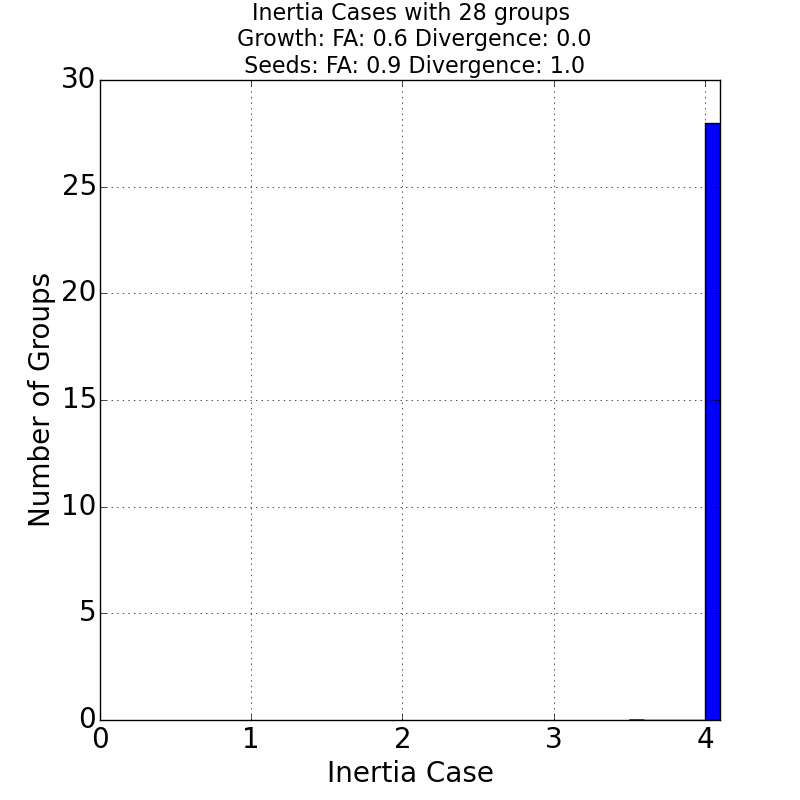 Inertia Cases with 28 groups
Growth: FA: 0.6 Divergence: 0.0
Seeds: FA: 0.9 Divergence: 1.0
30
25
20
15
10
5
0
Number of Groups
0 1 2 3 4
Inertia Case